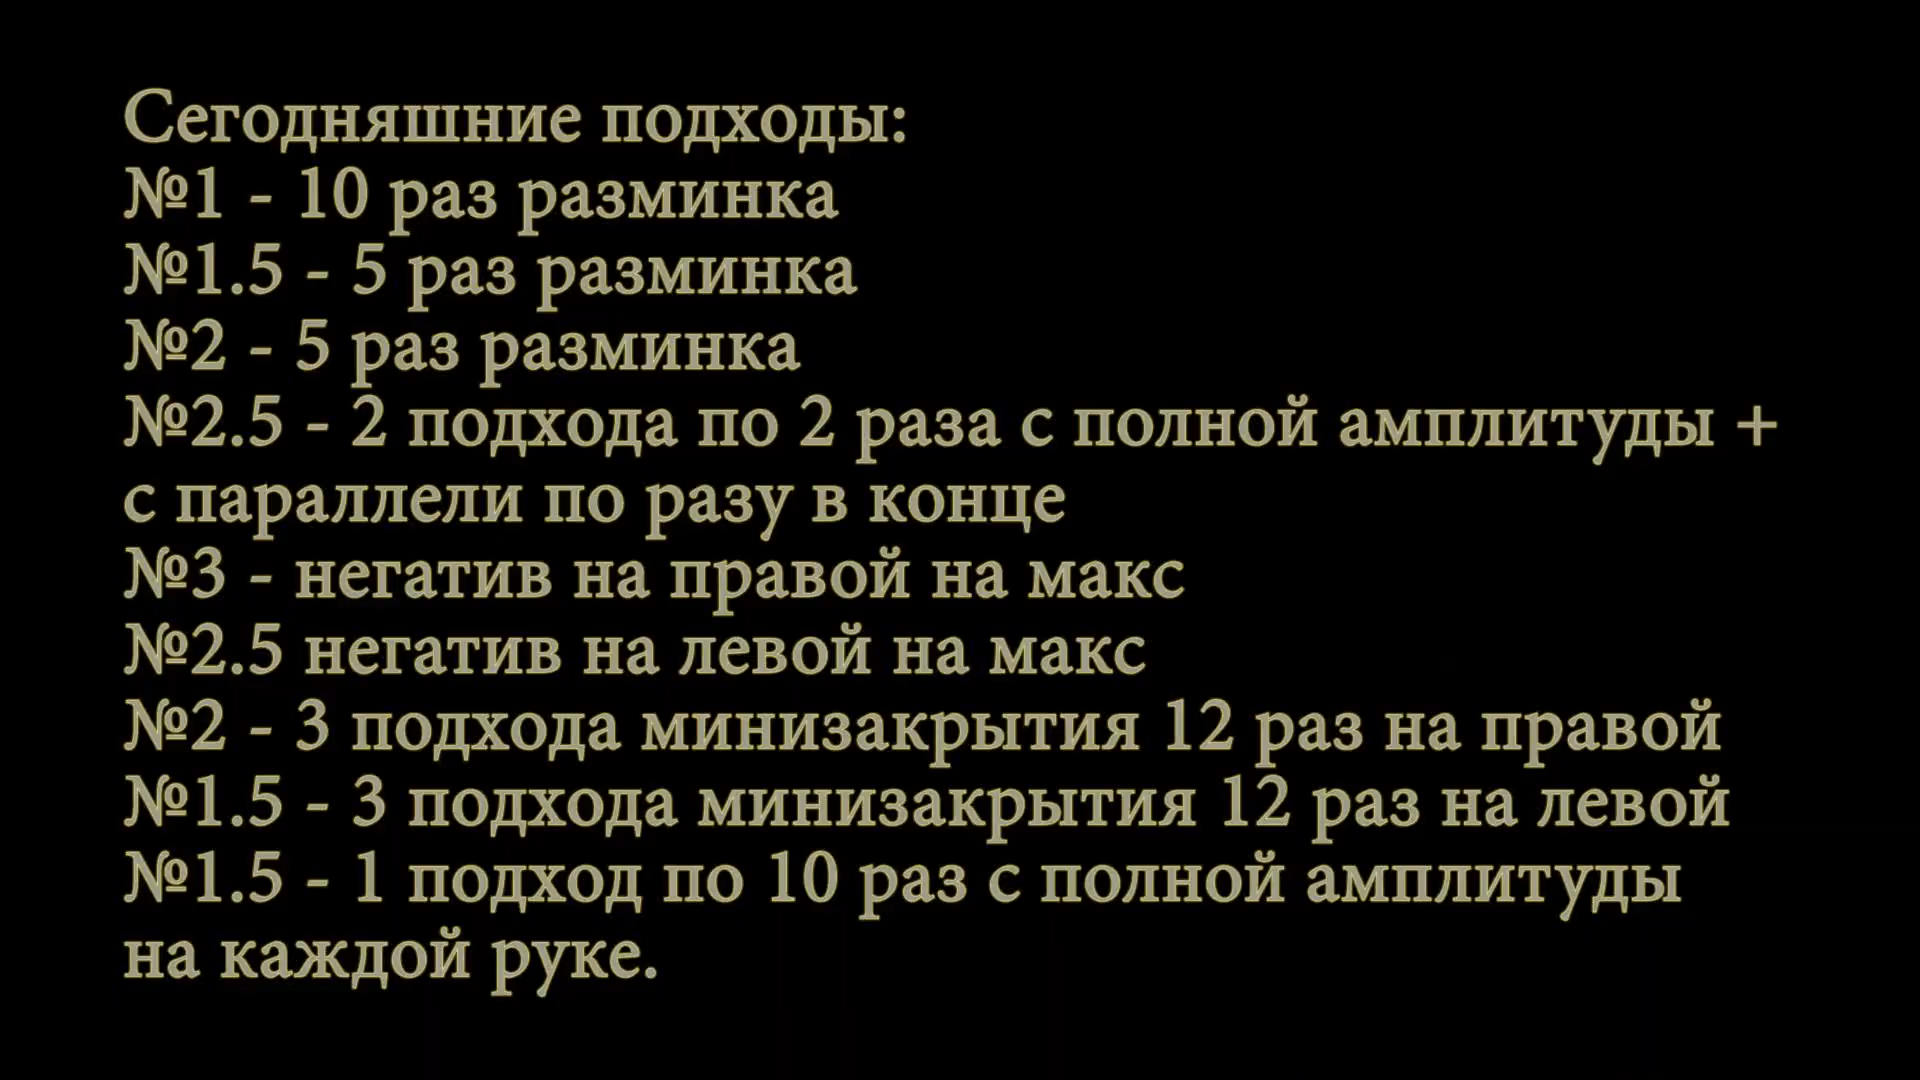 Сегодняшние подходы:
№1 - 10 раз разминка
№1.5 - 5 раз разминка
№2 - 5 раз разминка
№2.5 - 2 подхода по 2 раза с полной амплитуды +
с параллели по разу в конце
№3 - негатив на правой на макс
№2.5 негатив на левой на макс
№2 - 3 подхода минизакрытия 12 раз на правой
№1.5 - 3 подхода минизакрытия 12 раз на левой
№1.5 - 1 подход по 10 раз с полной амплитуды
на каждой руке.